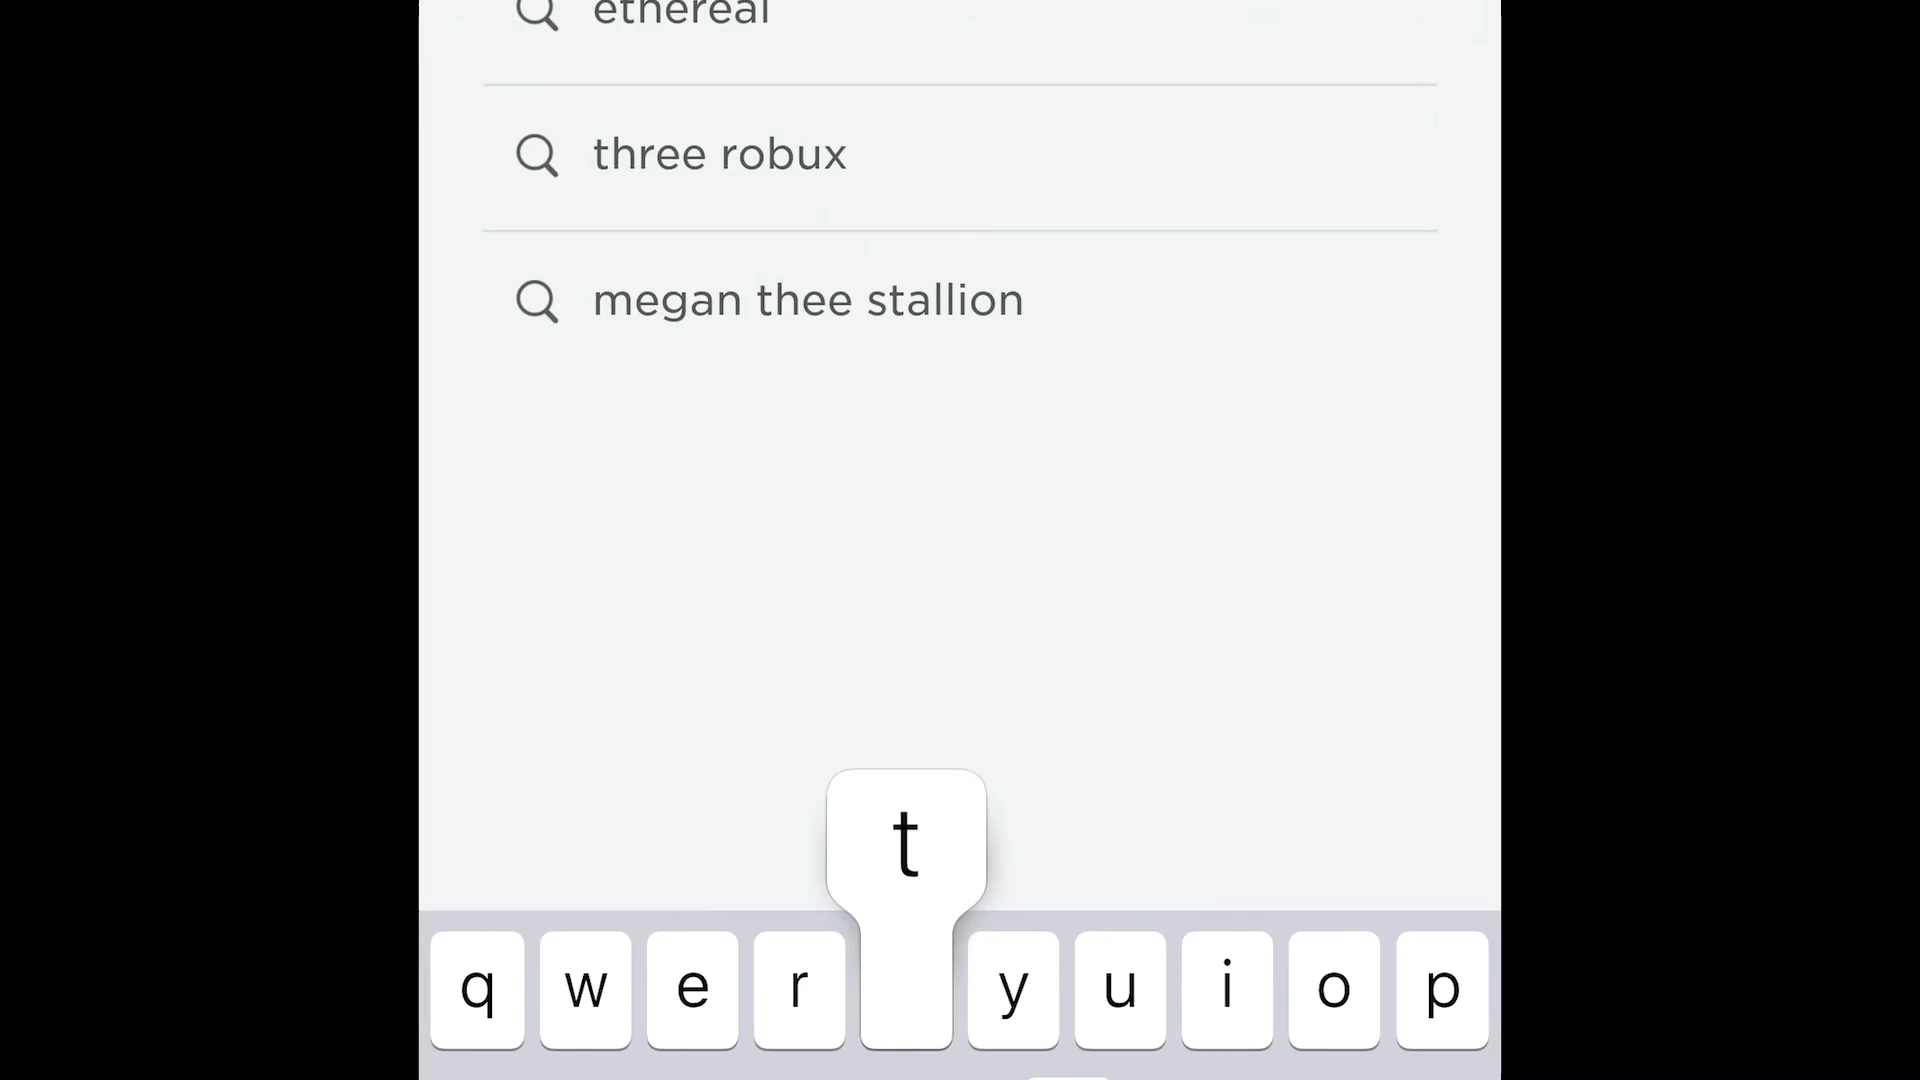 ethereal
three robux
megan thee stallion
t
q w e r y u i o p